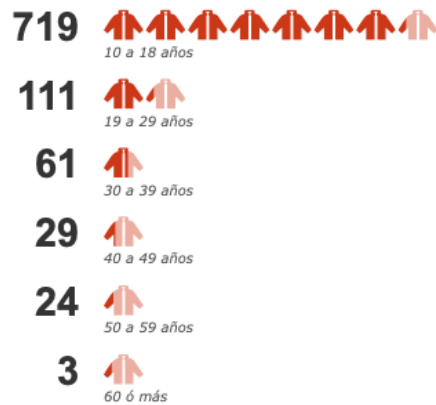 719
10 a 18 años
111
19 a 29 años
61
30 a 39 años
29
40 a 49 años
24
50 a 59 años
3
60 ó más